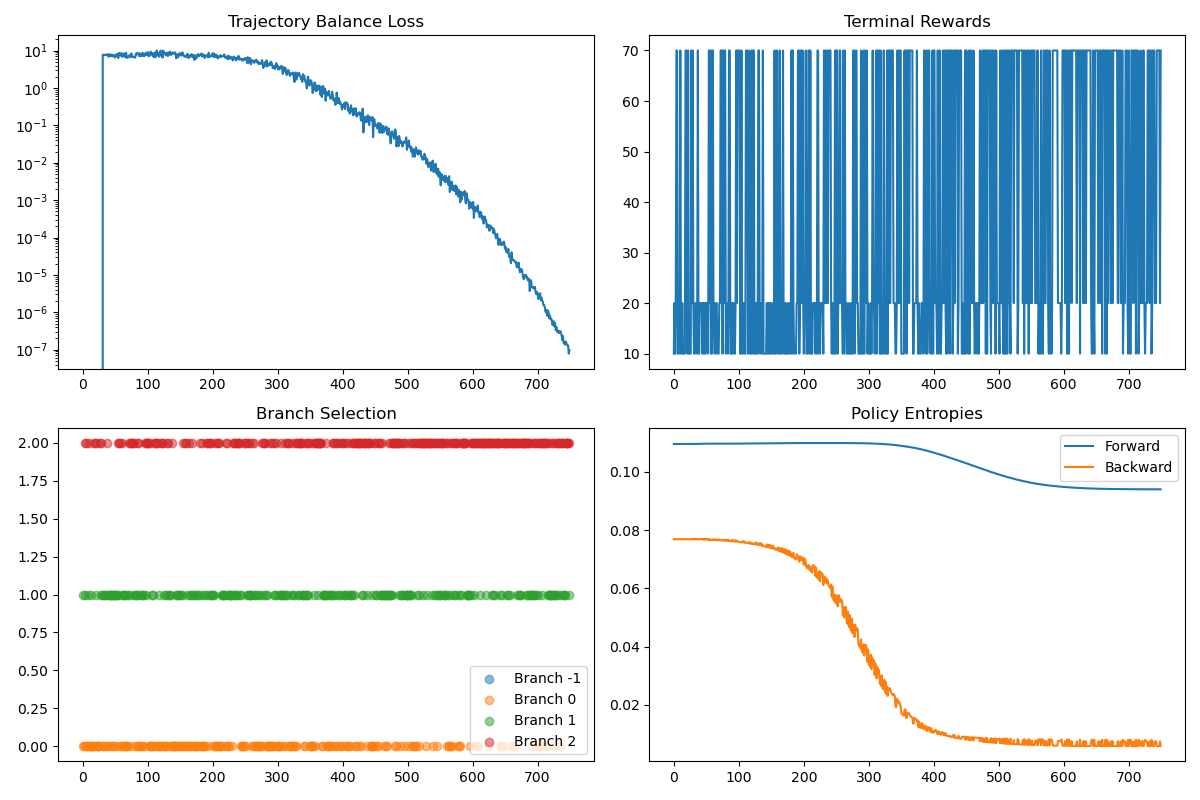 Trajectory Balance Loss
10^1
10^0
10^-1
10^-2
10^-3
10^-4
10^-5
10^-6
10^-7
0 100 200 300 400 500 600 700
Terminal Rewards
70
60
50
40
30
20
10
0 100 200 300 400 500 600 700
Branch Selection
2.00
1.75
1.50
1.25
1.00
0.75
0.50
0.25
0.00
Branch -1
Branch 0
Branch 1
Branch 2
0 100 200 300 400 500 600 700
Policy Entropies
Forward
Backward
0.10
0.08
0.06
0.04
0.02
0 100 200 300 400 500 600 700